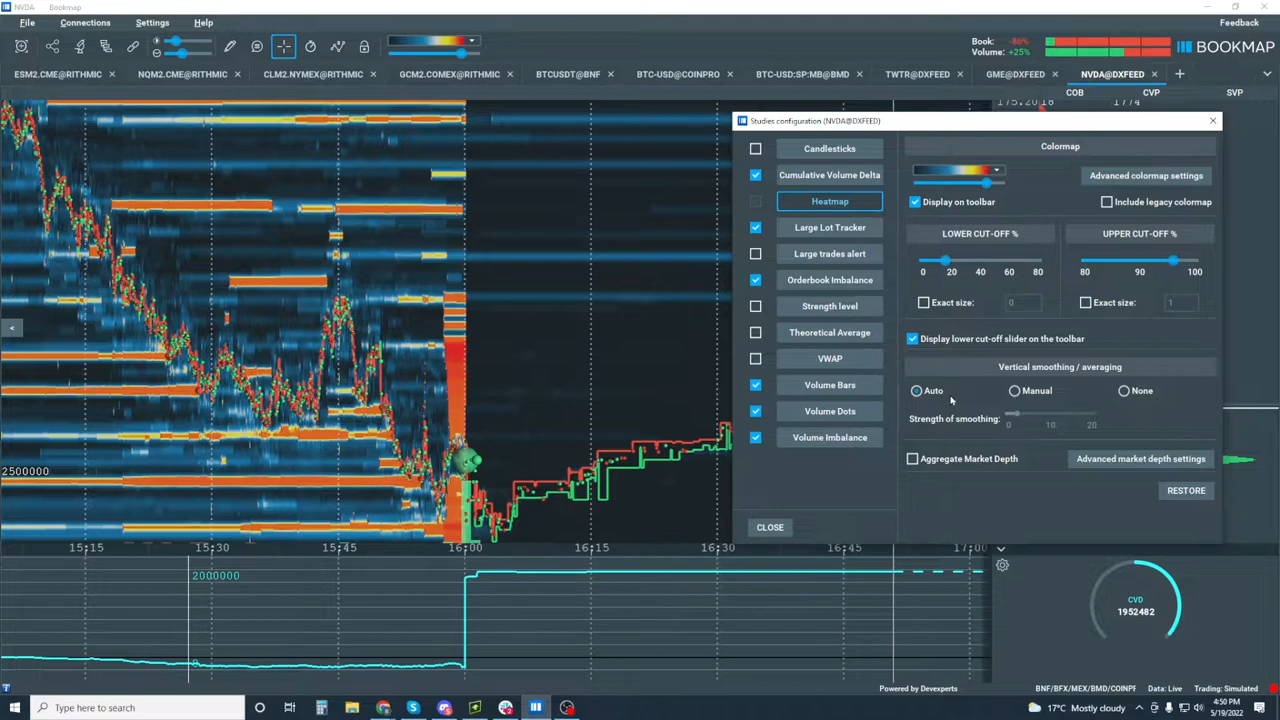 NVDA Bookmap
File Connections Settings Help Feedback
Book: -86%
Volume: +25%
BOOKMAP
ESM2.CME@RITHMIC NQM2.CME@RITHMIC CLM2.NYMEX@RITHMIC GCM2.COMEX@RITHMIC BTCUSDT@BNF BTC-USD@COINPRO BTC-USD:SP:MB@BMD TWTR@DXFEED GME@DXFEED NVDA@DXFEED
COB CVP SVP
Studies configuration (NVDA@DXFEED)
Candlesticks
Cumulative Volume Delta
Heatmap
Large Lot Tracker
Large trades alert
Orderbook Imbalance
Strength level
Theoretical Average
VWAP
Volume Bars
Volume Dots
Volume Imbalance
CLOSE
Colormap
Advanced colormap settings
Display on toolbar Include legacy colormap
LOWER CUT-OFF % UPPER CUT-OFF %
0 20 40 60 80 80 90 100
Exact size: 0 Exact size: 1
Display lower cut-off slider on the toolbar
Vertical smoothing / averaging
Auto Manual None
Strength of smoothing:
0 10 20
Aggregate Market Depth Advanced market depth settings
RESTORE
2500000
15:15 15:30 15:45 16:00 16:15 16:30 16:45 17:00
2000000
0
CVD
1952482
Powered by Devexperts BNF/BFX/MEX/BMD/COINPF Data: Live Trading: Simulated
Type here to search
17°C Mostly cloudy
4:50 PM
5/19/2022